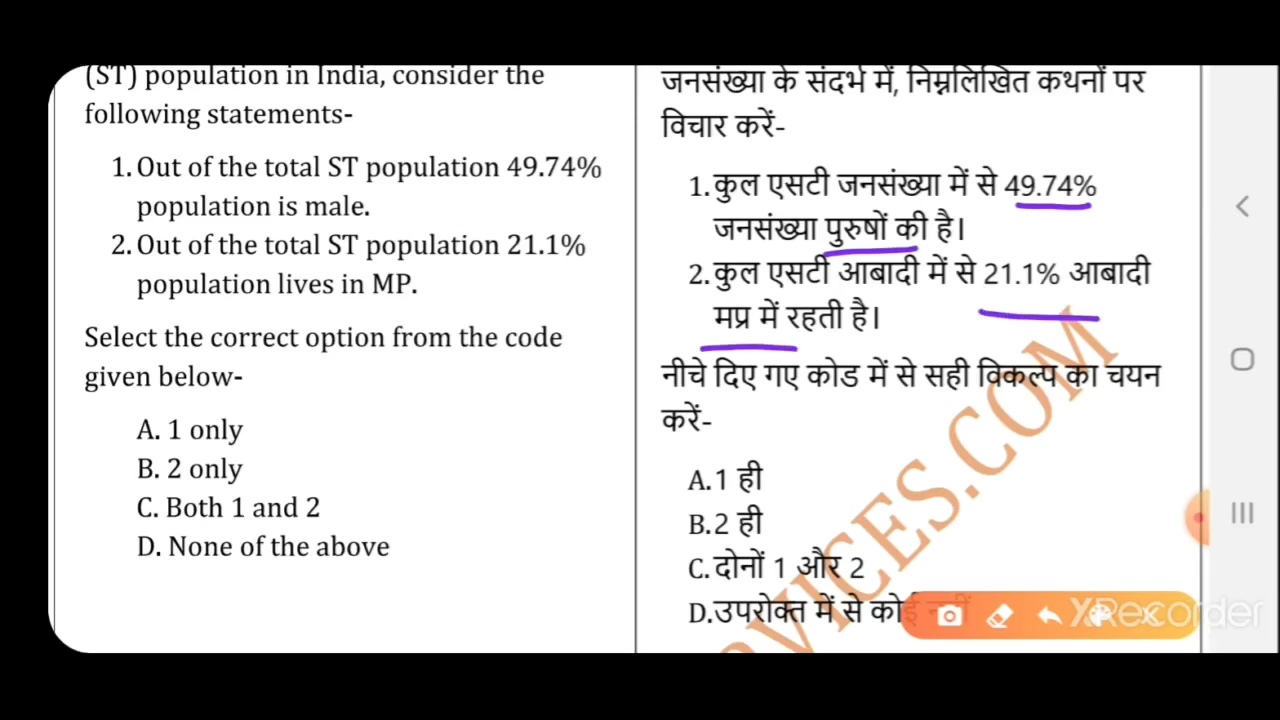 (ST) population in India, consider the
following statements-
1. Out of the total ST population 49.74%
population is male.
2. Out of the total ST population 21.1%
population lives in MP.
Select the correct option from the code
given below-
A. 1 only
B. 2 only
C. Both 1 and 2
D. None of the above
जनसंख्या के संदर्भ में, निम्नलिखित कथनों पर
विचार करें-
1. कुल एसटी जनसंख्या में से 49.74%
जनसंख्या पुरुषों की है।
2. कुल एसटी आबादी में से 21.1% आबादी
मप्र में रहती है।
नीचे दिए गए कोड में से सही विकल्प का चयन
करें-
A. 1 ही
B. 2 ही
C. दोनों 1 और 2
D. उपरोक्त में से कोई नहीं
VICES.COM
XRecorder